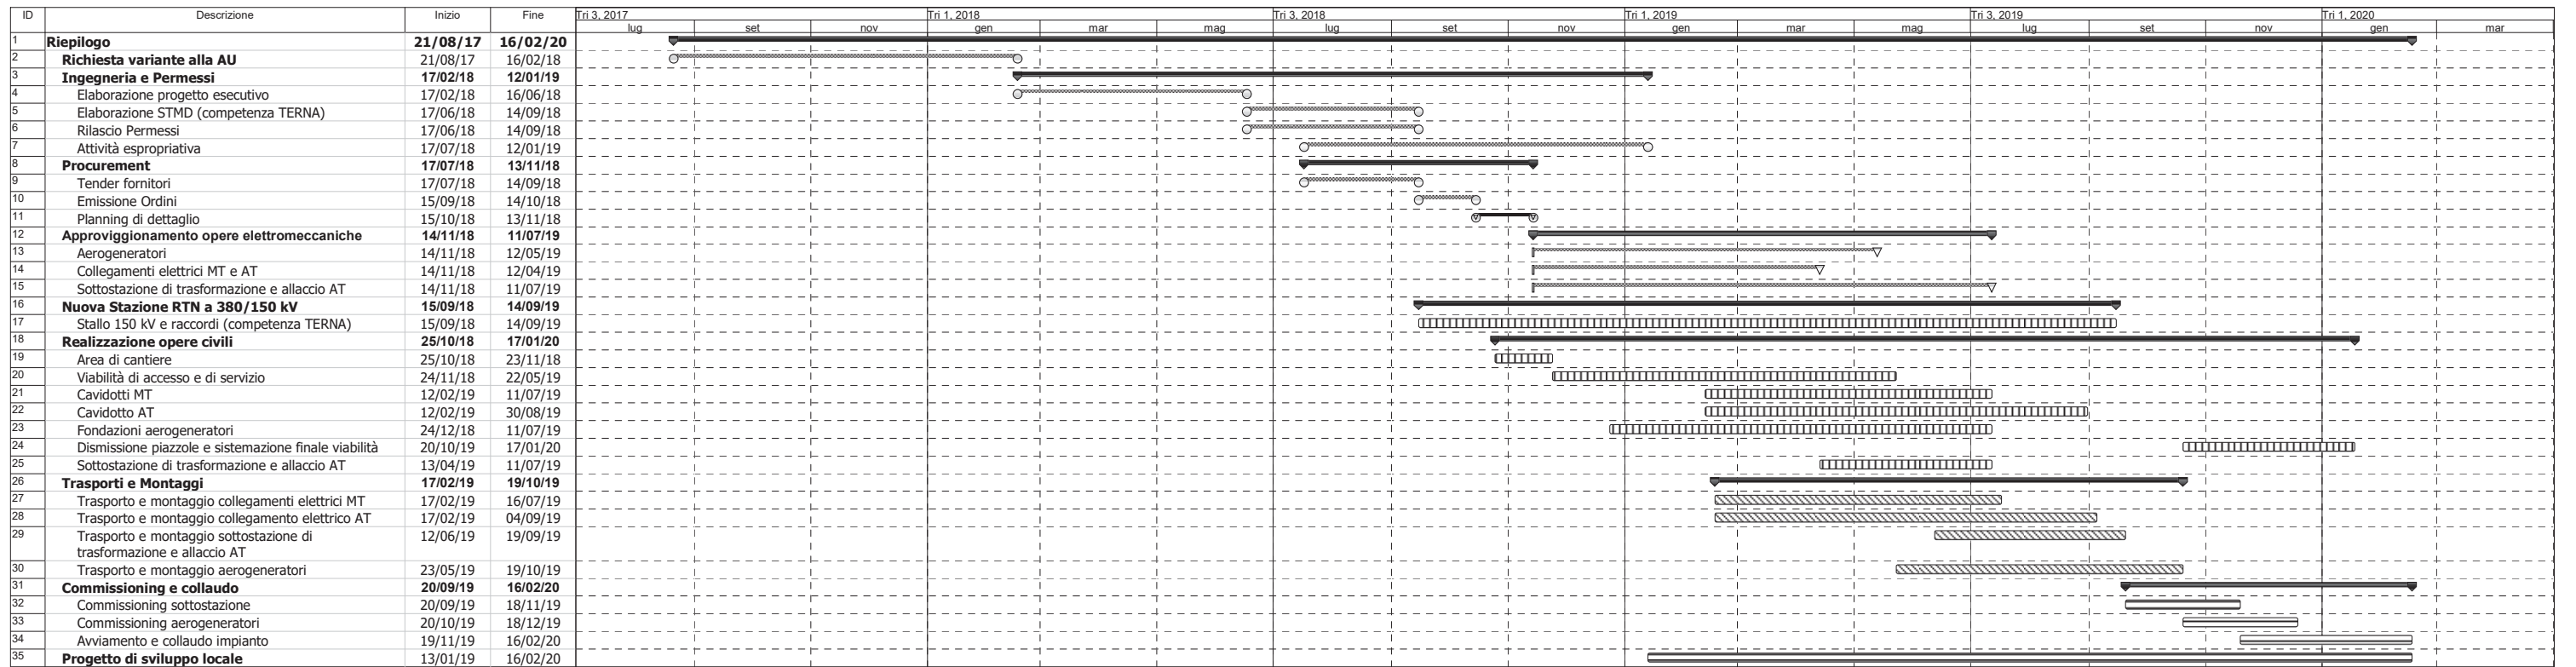 ID Descrizione Inizio Fine Tri 3, 2017 Tri 1, 2018 Tri 3, 2018 Tri 1, 2019 Tri 3, 2019 Tri 1, 2020
lug set nov gen mar mag lug set nov gen mar mag lug set nov gen mar
1 Riepilogo 21/08/17 16/02/20
2 Richiesta variante alla AU 21/08/17 16/02/18
3 Ingegneria e Permessi 17/02/18 12/01/19
4 Elaborazione progetto esecutivo 17/02/18 16/06/18
5 Elaborazione STMD (competenza TERNA) 17/06/18 14/09/18
6 Rilascio Permessi 17/06/18 14/09/18
7 Attività espropriativa 17/07/18 12/01/19
8 Procurement 17/07/18 13/11/18
9 Tender fornitori 17/07/18 14/09/18
10 Emissione Ordini 15/09/18 14/10/18
11 Planning di dettaglio 15/10/18 13/11/18
12 Approviggionamento opere elettromeccaniche 14/11/18 11/07/19
13 Aerogeneratori 14/11/18 12/05/19
14 Collegamenti elettrici MT e AT 14/11/18 12/04/19
15 Sottostazione di trasformazione e allaccio AT 14/11/18 11/07/19
16 Nuova Stazione RTN a 380/150 kV 15/09/18 14/09/19
17 Stallo 150 kV e raccordi (competenza TERNA) 15/09/18 14/09/19
18 Realizzazione opere civili 25/10/18 17/01/20
19 Area di cantiere 25/10/18 23/11/18
20 Viabilità di accesso e di servizio 24/11/18 22/05/19
21 Cavidotti MT 12/02/19 11/07/19
22 Cavidotto AT 12/02/19 30/08/19
23 Fondazioni aerogeneratori 24/12/18 11/07/19
24 Dismissione piazzole e sistemazione finale viabilità 20/10/19 17/01/20
25 Sottostazione di trasformazione e allaccio AT 13/04/19 11/07/19
26 Trasporti e Montaggi 17/02/19 19/10/19
27 Trasporto e montaggio collegamenti elettrici MT 17/02/19 16/07/19
28 Trasporto e montaggio collegamento elettrico AT 17/02/19 04/09/19
29 Trasporto e montaggio sottostazione di 12/06/19 19/09/19
trasformazione e allaccio AT
30 Trasporto e montaggio aerogeneratori 23/05/19 19/10/19
31 Commissioning e collaudo 20/09/19 16/02/20
32 Commissioning sottostazione 20/09/19 18/11/19
33 Commissioning aerogeneratori 20/10/19 18/12/19
34 Avviamento e collaudo impianto 19/11/19 16/02/20
35 Progetto di sviluppo locale 13/01/19 16/02/20